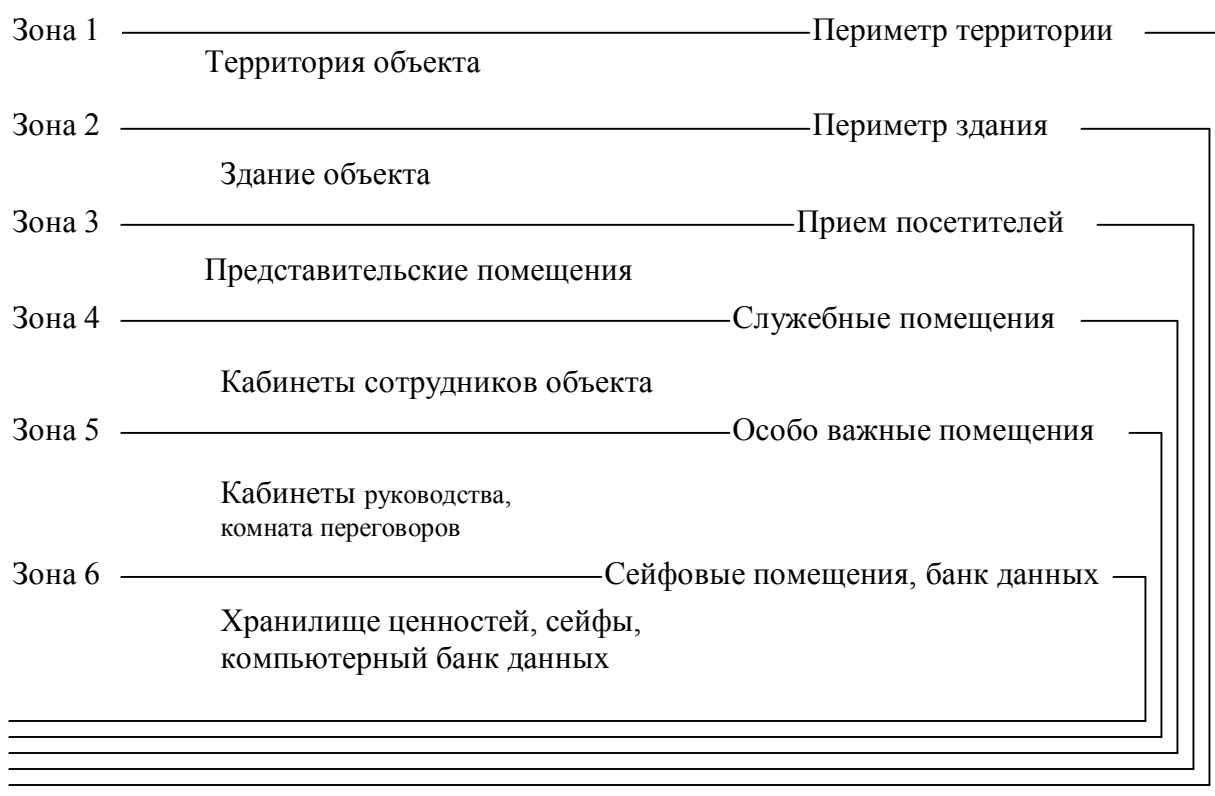 Зона 1 Периметр территории
Территория объекта
Зона 2 Периметр здания
Здание объекта
Зона 3 Прием посетителей
Представительские помещения
Зона 4 Служебные помещения
Кабинеты сотрудников объекта
Зона 5 Особо важные помещения
Кабинеты руководства,
комната переговоров
Зона 6 Сейфовые помещения, банк данных
Хранилище ценностей, сейфы,
компьютерный банк данных